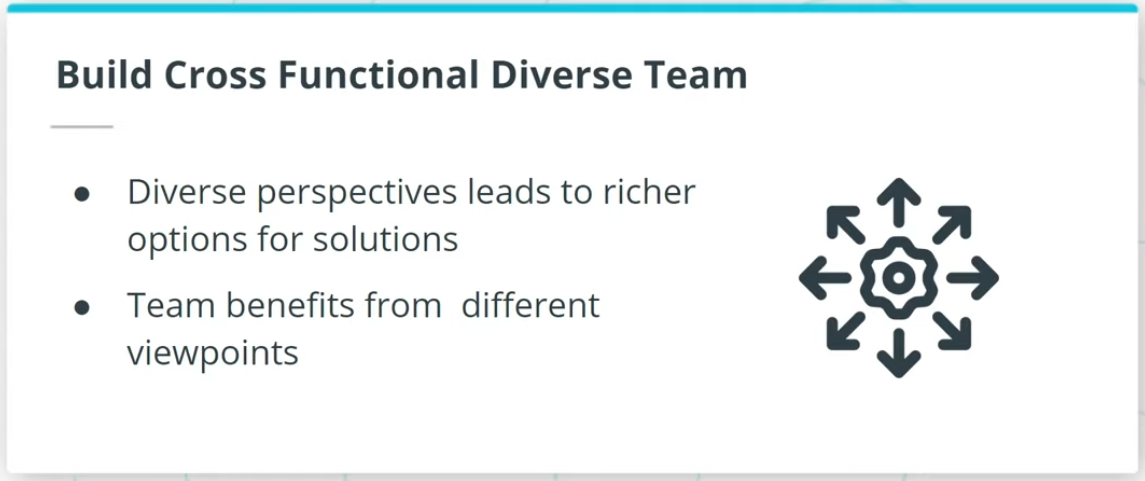 Build Cross Functional Diverse Team
● Diverse perspectives leads to richer
options for solutions
● Team benefits from  different
viewpoints